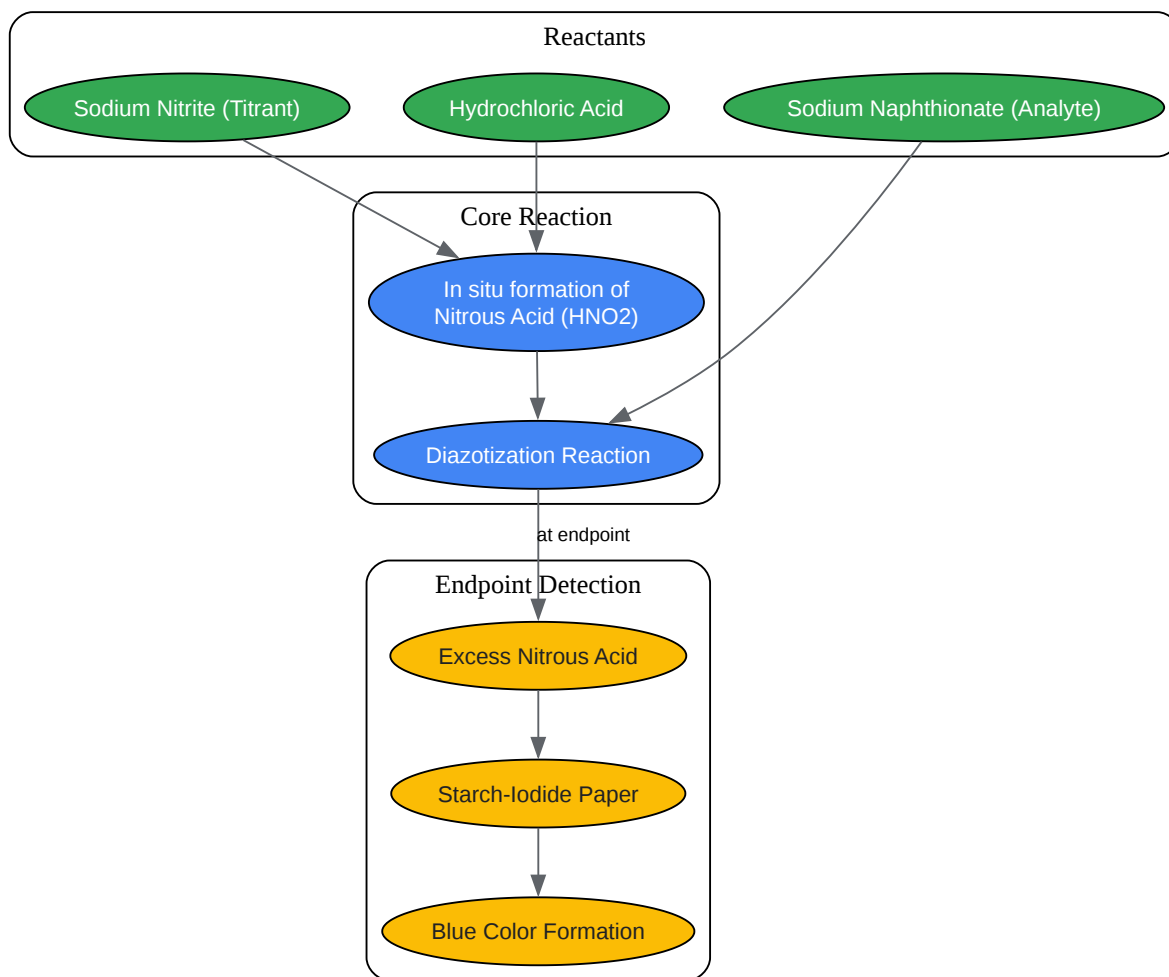 Reactants
Sodium Nitrite (Titrant)
Hydrochloric Acid
Sodium Naphthionate (Analyte)
Core Reaction
In situ formation of
Nitrous Acid (HNO2)
Diazotization Reaction
at endpoint
Endpoint Detection
Excess Nitrous Acid
Starch-Iodide Paper
Blue Color Formation